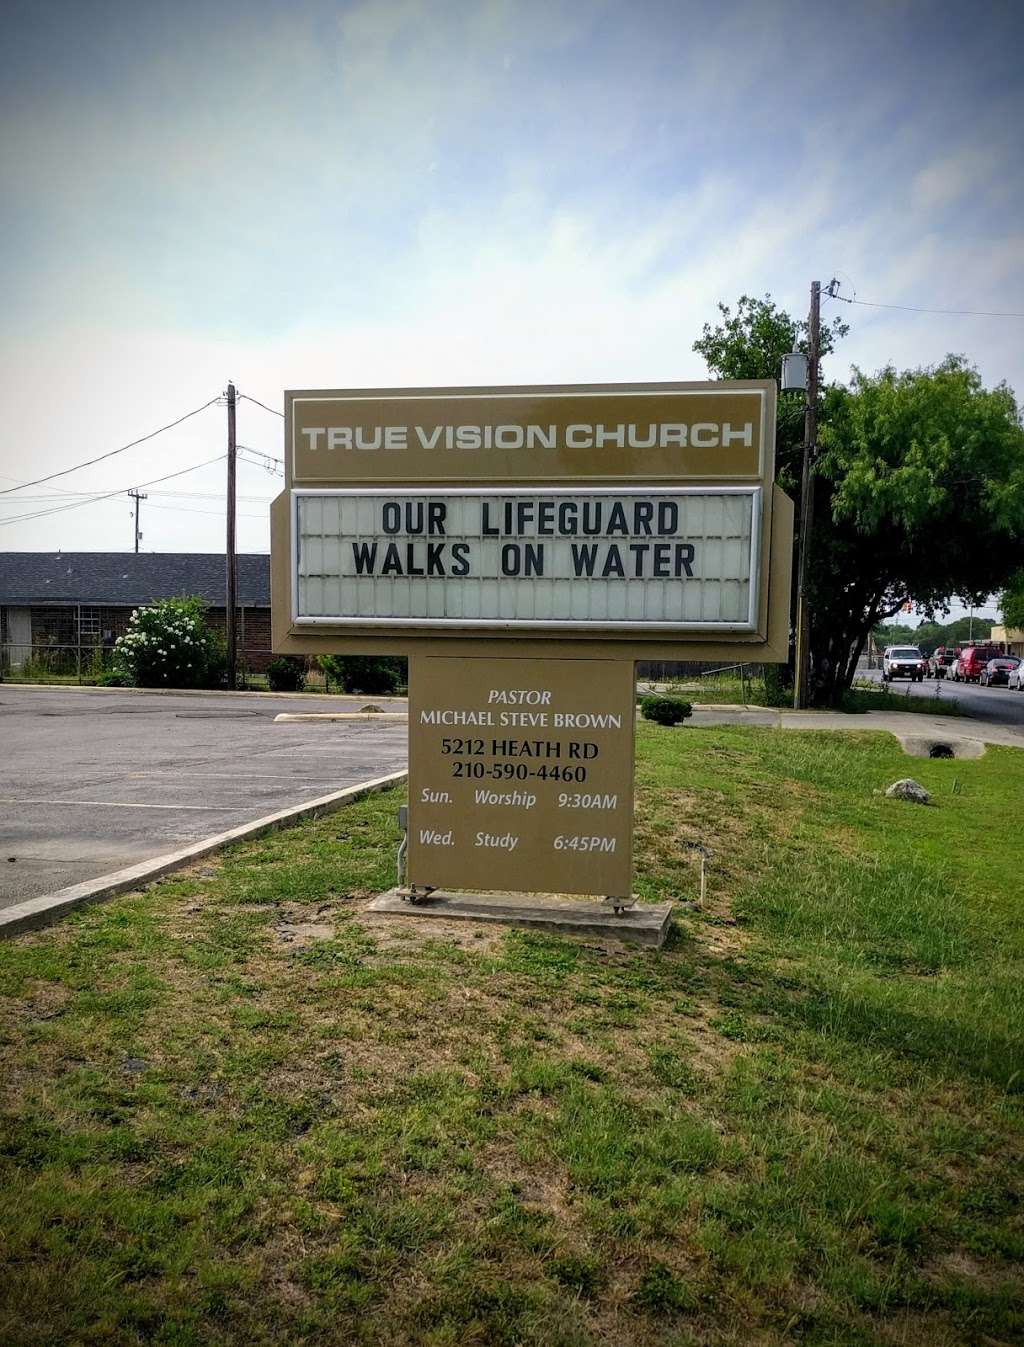 TRUE VISION CHURCH
OUR LIFEGUARD
WALKS ON WATER
PASTOR
MICHAEL STEVE BROWN
5212 HEATH RD
210-590-4460
Sun. Worship 9:30AM
Wed. Study 6:45PM